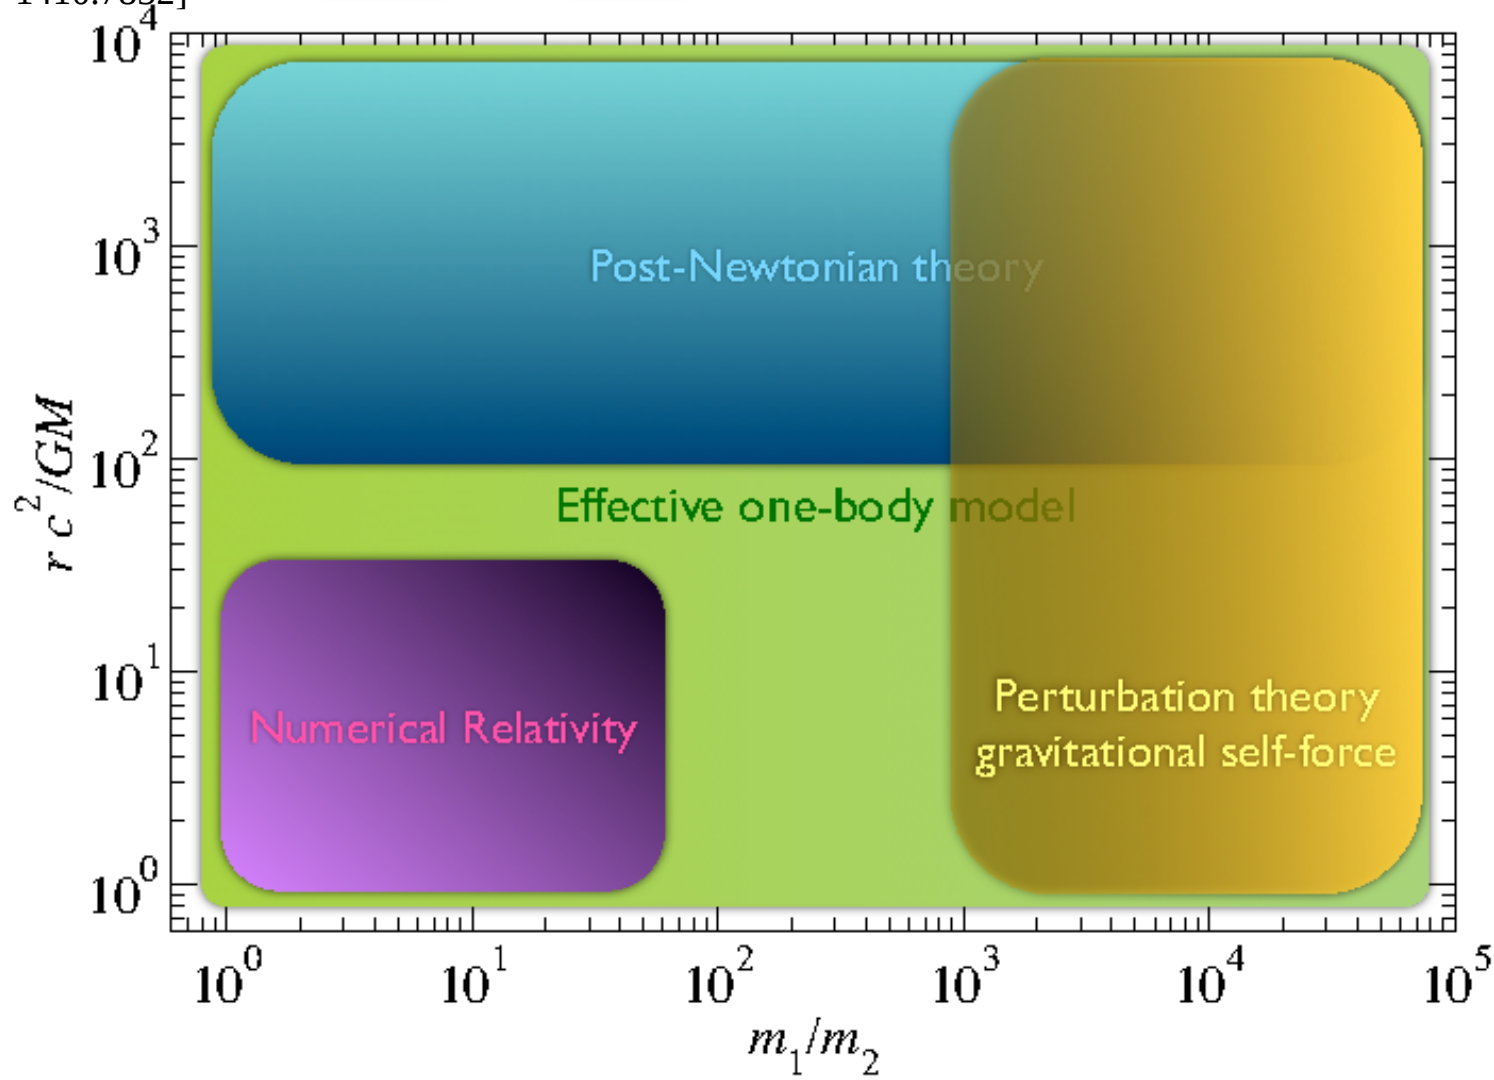 1410.7832]
10^4
10^3
10^2
10^1
10^0
r c^2/GM
Post-Newtonian theory
Effective one-body model
Numerical Relativity
Perturbation theory
gravitational self-force
10^0 10^1 10^2 10^3 10^4 10^5
m_1/m_2